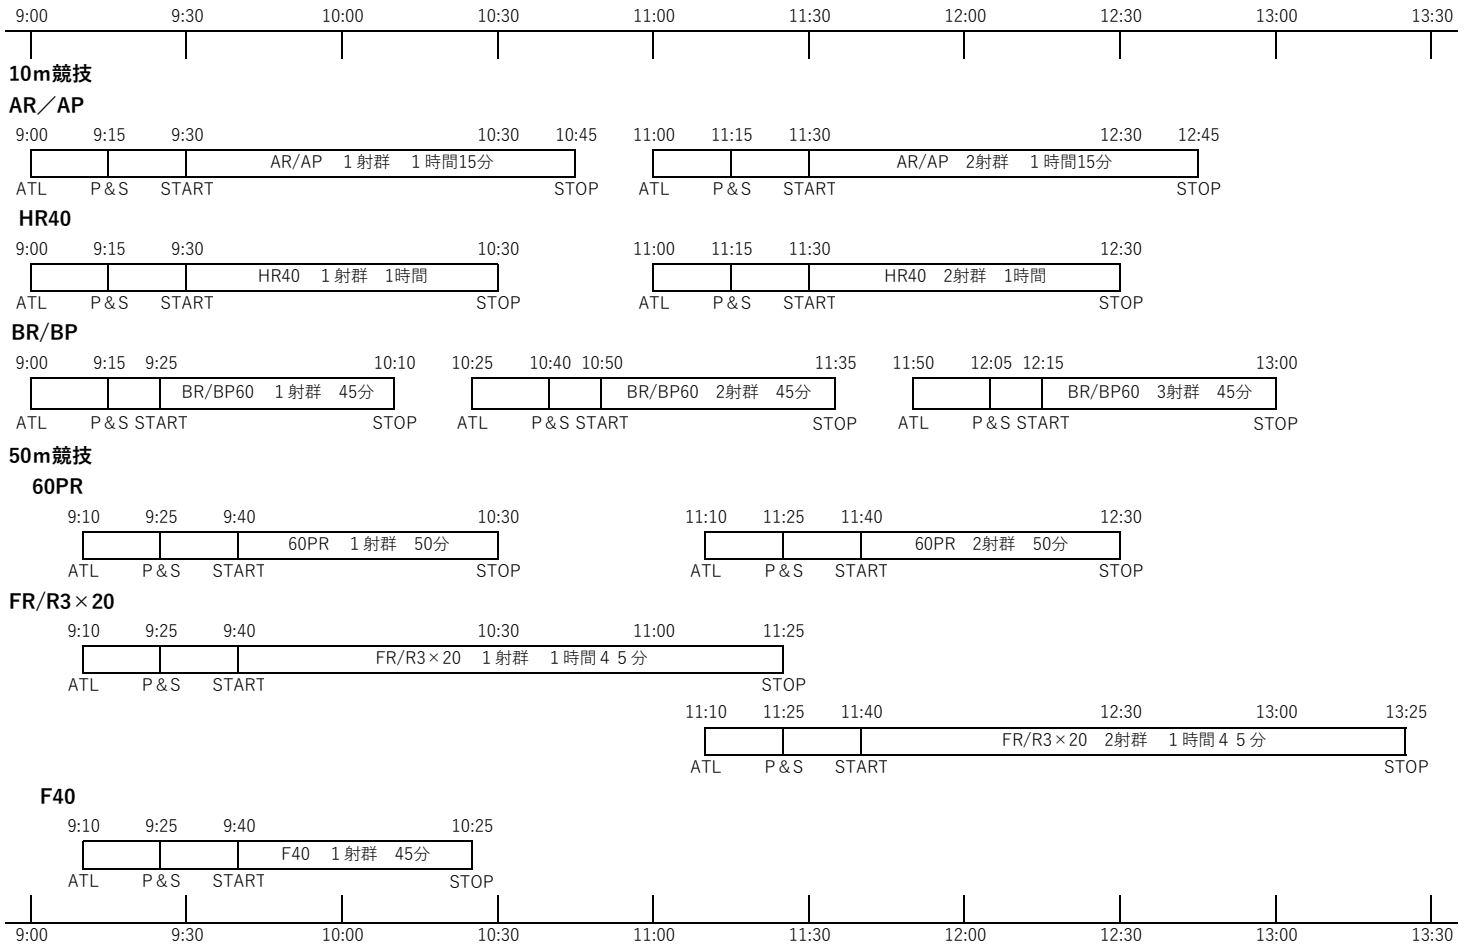 9:00 9:30 10:00 10:30 11:00 11:30 12:00 12:30 13:00 13:30
10m競技
AR／AP
9:00 9:15 9:30 10:30 10:45 11:00 11:15 11:30 12:30 12:45
AR/AP １射群 １時間15分 AR/AP 2射群 １時間15分
ATL P＆S START STOP ATL P＆S START STOP
HR40
9:00 9:15 9:30 10:30 11:00 11:15 11:30 12:30
HR40 １射群 1時間 HR40 2射群 1時間
ATL P＆S START STOP ATL P＆S START STOP
BR/BP
9:00 9:15 9:25 10:10 10:25 10:40 10:50 11:35 11:50 12:05 12:15 13:00
BR/BP60 １射群 45分 BR/BP60 2射群 45分 BR/BP60 3射群 45分
ATL P＆S START STOP ATL P＆S START STOP ATL P＆S START STOP
50m競技
60PR
9:10 9:25 9:40 10:30 11:10 11:25 11:40 12:30
60PR １射群 50分 60PR 2射群 50分
ATL P＆S START STOP ATL P＆S START STOP
FR/R3×20
9:10 9:25 9:40 10:30 11:00 11:25
FR/R3×20 １射群 １時間４５分
ATL P＆S START STOP
11:10 11:25 11:40 12:30 13:00 13:25
FR/R3×20 2射群 １時間４５分
ATL P＆S START STOP
F40
9:10 9:25 9:40 10:25
F40 １射群 45分
ATL P＆S START STOP
9:00 9:30 10:00 10:30 11:00 11:30 12:00 12:30 13:00 13:30